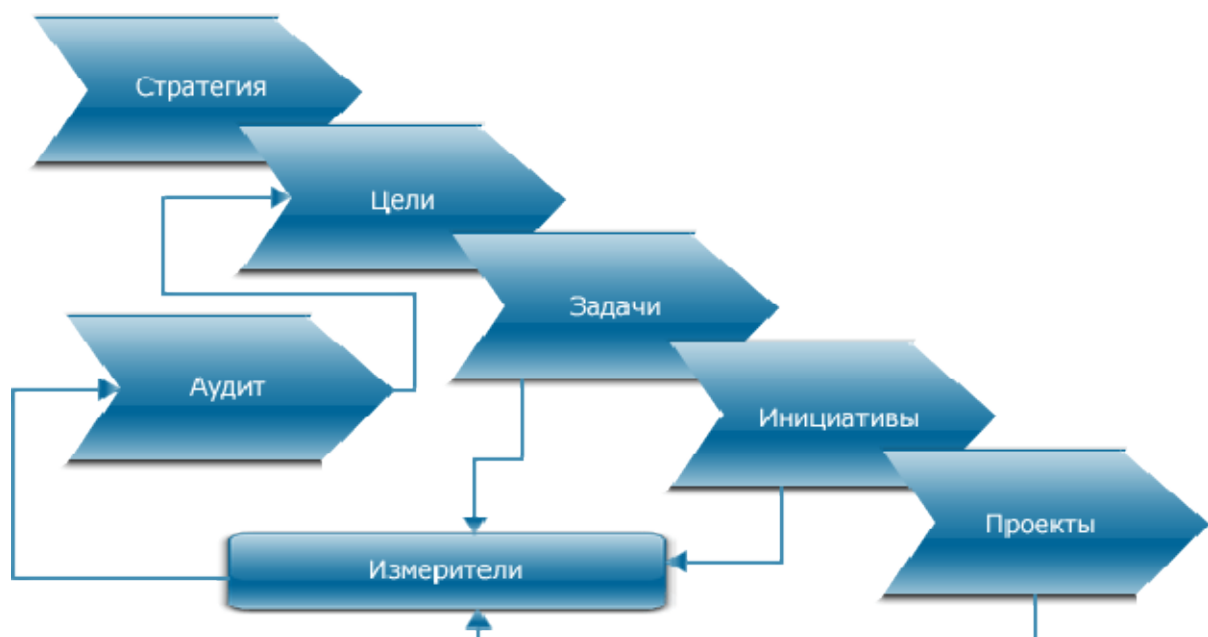 Стратегия
Цели
Задачи
Аудит
Инициативы
Проекты
Измерители